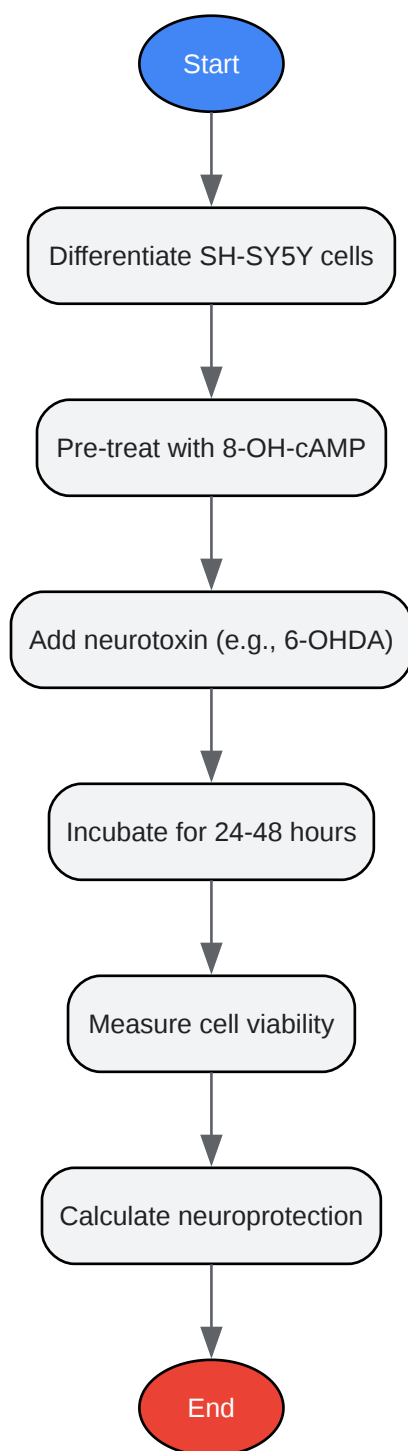 Start
Differentiate SH-SY5Y cells
Pre-treat with 8-OH-cAMP
Add neurotoxin (e.g., 6-OHDA)
Incubate for 24-48 hours
Measure cell viability
Calculate neuroprotection
End